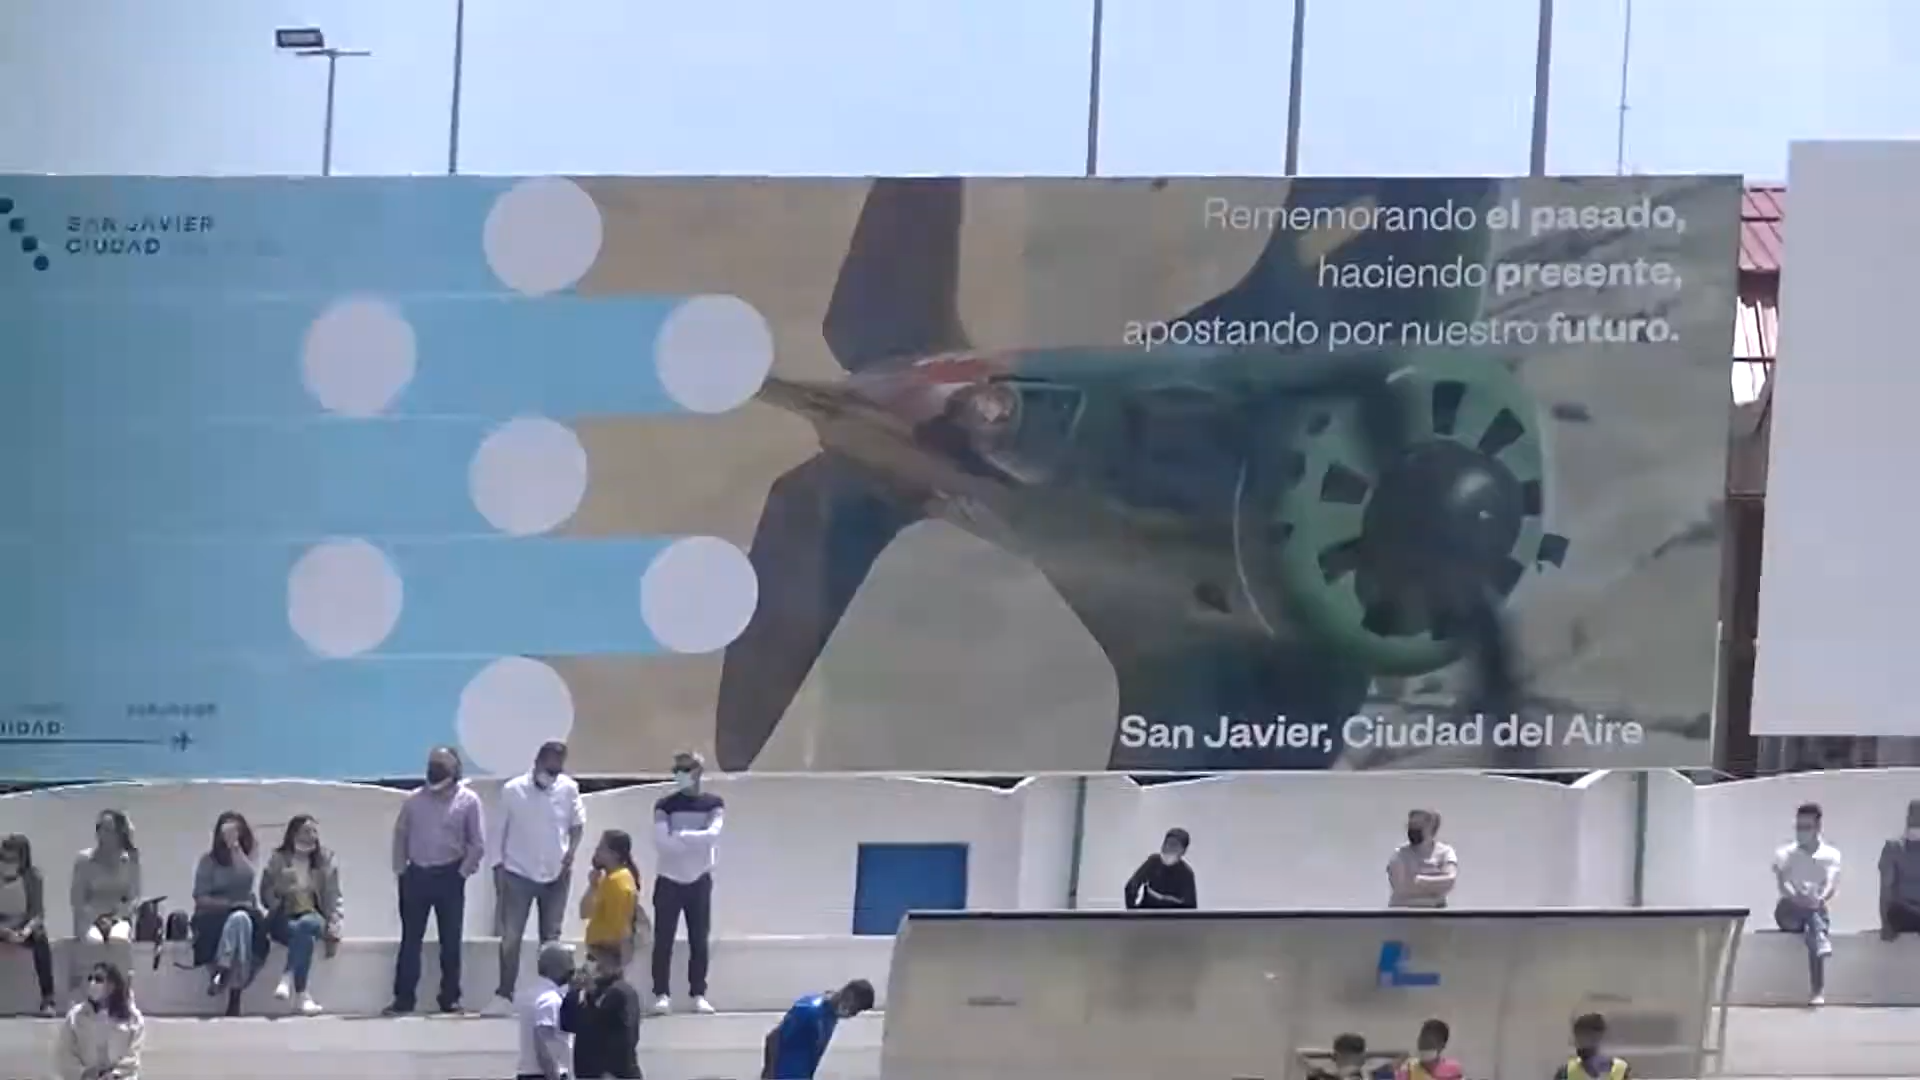 SAN JAVIER
CIUDAD
Rememorando el pasado,
haciendo presente,
apostando por nuestro futuro.
San Javier, Ciudad del Aire